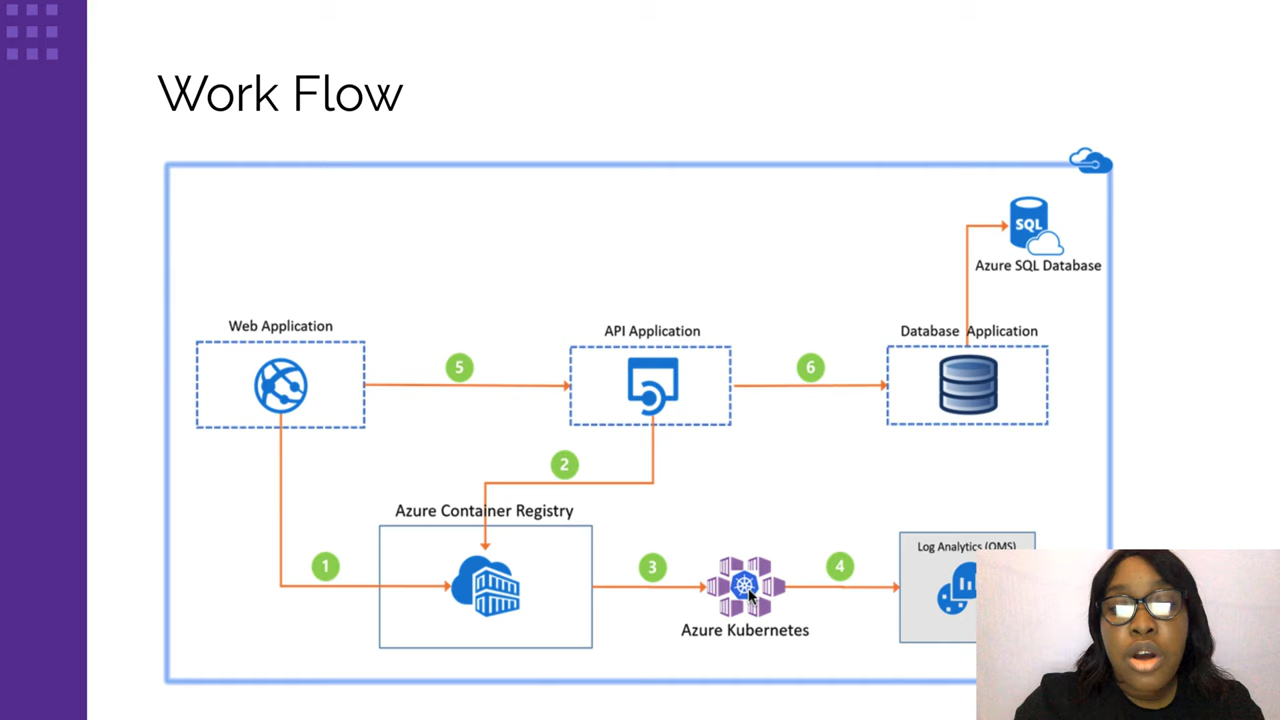 Work Flow
SQL
Azure SQL Database
Web Application
API Application
Database Application
5
6
2
Azure Container Registry
Log Analytics (OMS)
1
3
4
Azure Kubernetes